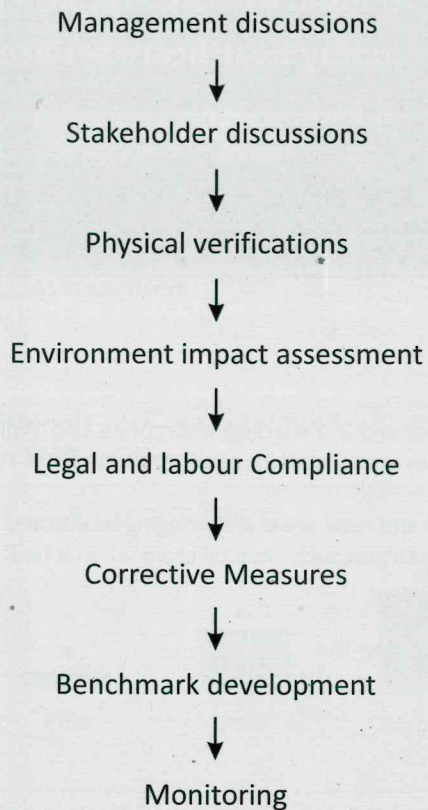 Management discussions
Stakeholder discussions
Physical verifications
Environment impact assessment
Legal and labour Compliance
Corrective Measures
Benchmark development
Monitoring